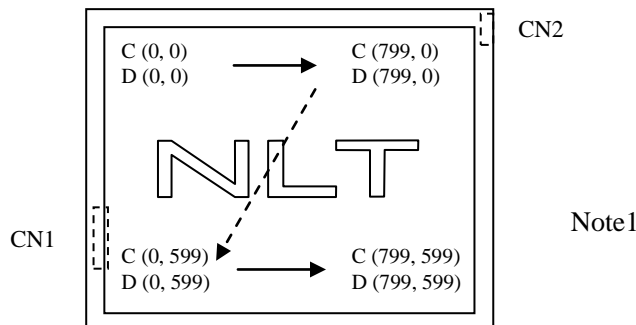 C (0, 0)
D (0, 0)
C (799, 0)
D (799, 0)
CN2
NLT
CN1
Note1
C (0, 599)
D (0, 599)
C (799, 599)
D (799, 599)